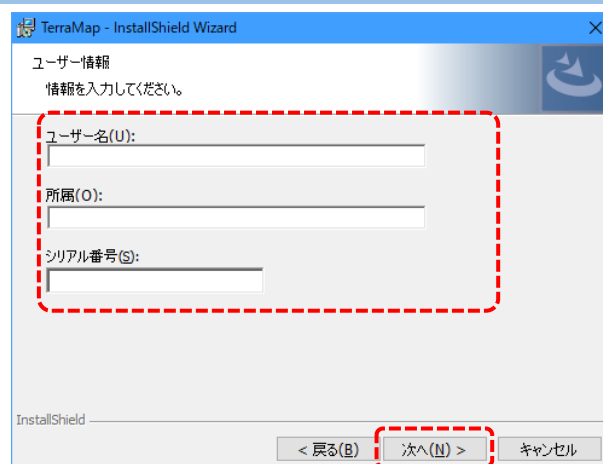 TerraMap - InstallShield Wizard
ユーザー情報
情報を入力してください。
ユーザー名(U):
所属(O):
シリアル番号(S):
InstallShield
< 戻る(B)
次へ(N) >
キャンセル